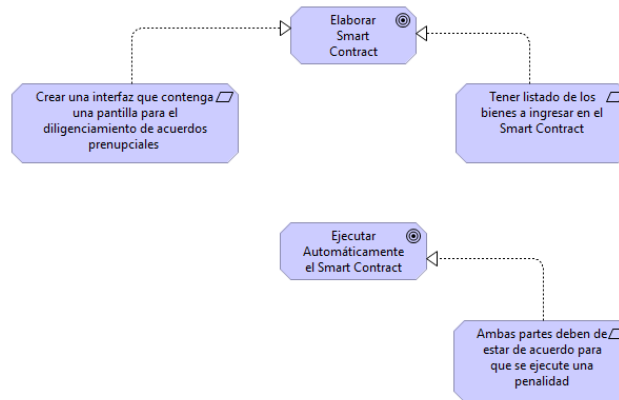 Elaborar
Smart
Contract
Crear una interfaz que contenga
una pantilla para el
diligenciamiento de acuerdos
prenupciales
Tener listado de los
bienes a ingresar en el
Smart Contract
Ejecutar
Automáticamente
el Smart Contract
Ambas partes deben de
estar de acuerdo para
que se ejecute una
penalidad